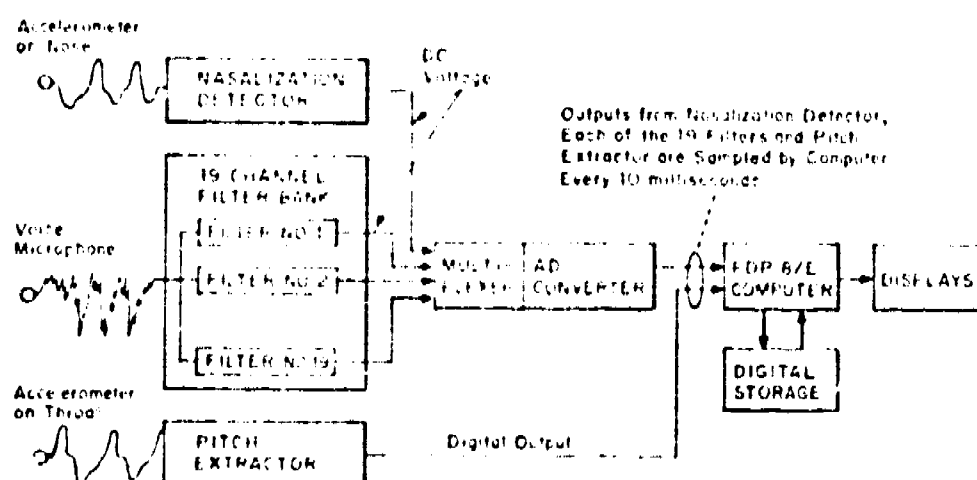 Accelerometer
on Nose
NASALIZATION
DETECTOR
DC
Voltage
Outputs from Nasalization Detector,
Each of the 19 Filters and Pitch
Extractor are Sampled by Computer
Every 10 milliseconds
19 CHANNEL
FILTER BANK
FILTER NO. 1
Voice
Microphone
FILTER NO. 2
MULTI-
PLEXER
AD
CONVERTER
PDP 8/E
COMPUTER
DISPLAYS
FILTER NO. 19
DIGITAL
STORAGE
Accelerometer
on Throat
PITCH
EXTRACTOR
Digital Output